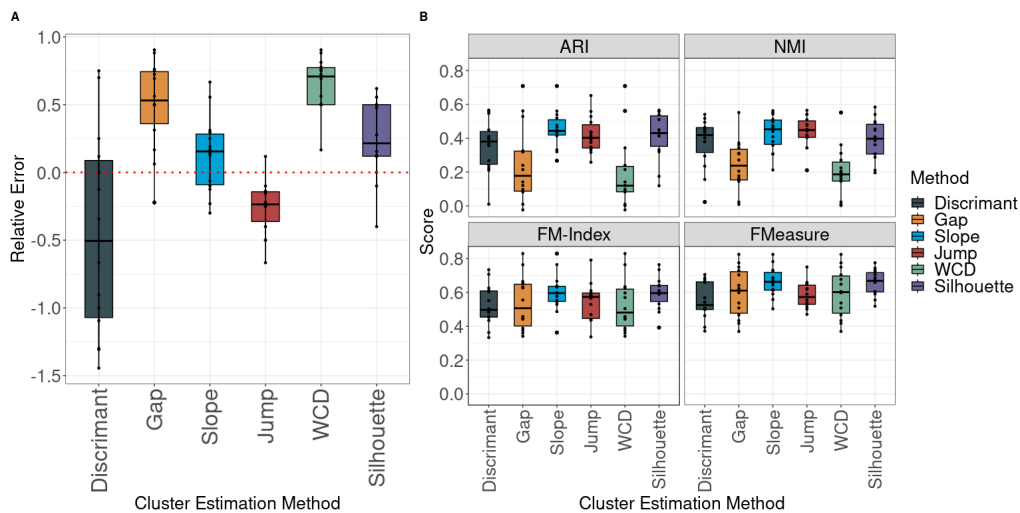 A
Relative Error
1.0
0.5
0.0
-0.5
-1.0
-1.5
Discrimant
Gap
Slope
Jump
WCD
Silhouette
Cluster Estimation Method
B
Score
ARI
NMI
0.8
0.6
0.4
0.2
0.0
FM-Index
FMeasure
0.8
0.6
0.4
0.2
0.0
Discrimant
Gap
Slope
Jump
WCD
Silhouette
Discrimant
Gap
Slope
Jump
WCD
Silhouette
Cluster Estimation Method
Method
Discrimant
Gap
Slope
Jump
WCD
Silhouette